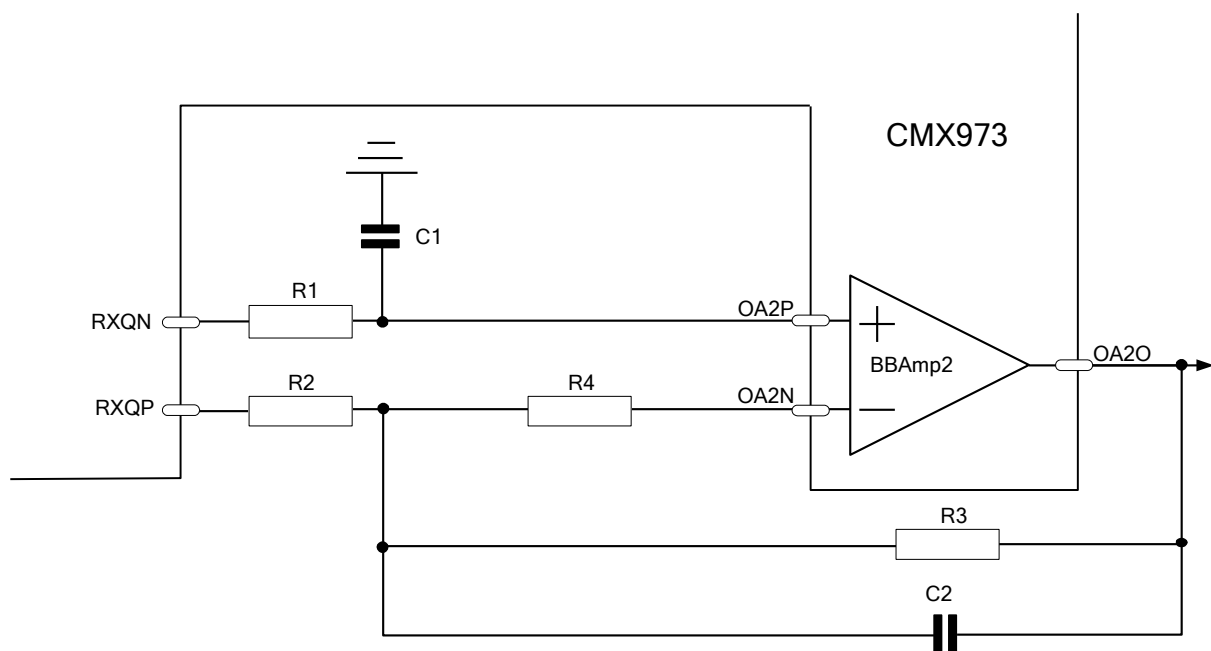 CMX973
C1
R1
RXQN
OA2P
BBAmp2
OA2O
R2
R4
RXQP
OA2N
R3
C2